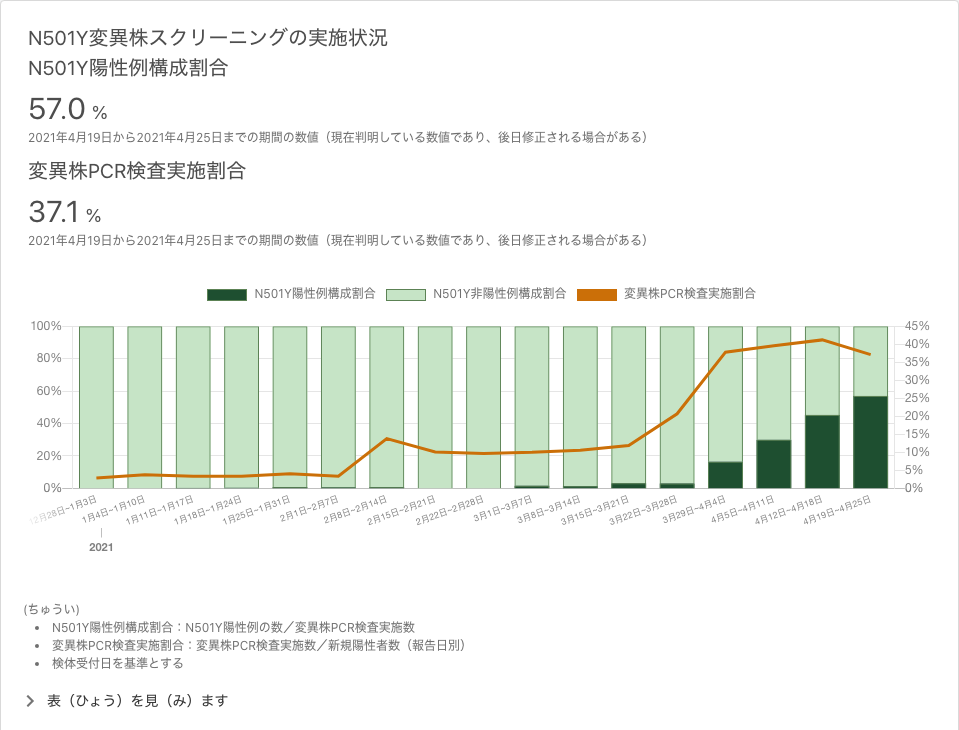 N501Y変異株スクリーニングの実施状況
N501Y陽性例構成割合
57.0 %
2021年4月19日から2021年4月25日までの期間の数値（現在判明している数値であり、後日修正される場合がある）
変異株PCR検査実施割合
37.1 %
2021年4月19日から2021年4月25日までの期間の数値（現在判明している数値であり、後日修正される場合がある）
N501Y陽性例構成割合 N501Y非陽性例構成割合 変異株PCR検査実施割合
100% 45%
80% 40%
60% 35%
40% 30%
20% 25%
0% 20%
15%
10%
5%
0%
12月28日~1月3日
1月4日~1月10日
1月11日~1月17日
1月18日~1月24日
1月25日~1月31日
2月1日~2月7日
2月8日~2月14日
2月15日~2月21日
2月22日~2月28日
3月1日~3月7日
3月8日~3月14日
3月15日~3月21日
3月22日~3月28日
3月29日~4月4日
4月5日~4月11日
4月12日~4月18日
4月19日~4月25日
2021
(ちゅうい)
• N501Y陽性例構成割合：N501Y陽性例の数／変異株PCR検査実施数
• 変異株PCR検査実施割合：変異株PCR検査実施数／新規陽性者数（報告日別）
• 検体受付日を基準とする
表（ひょう）を見（み）ます